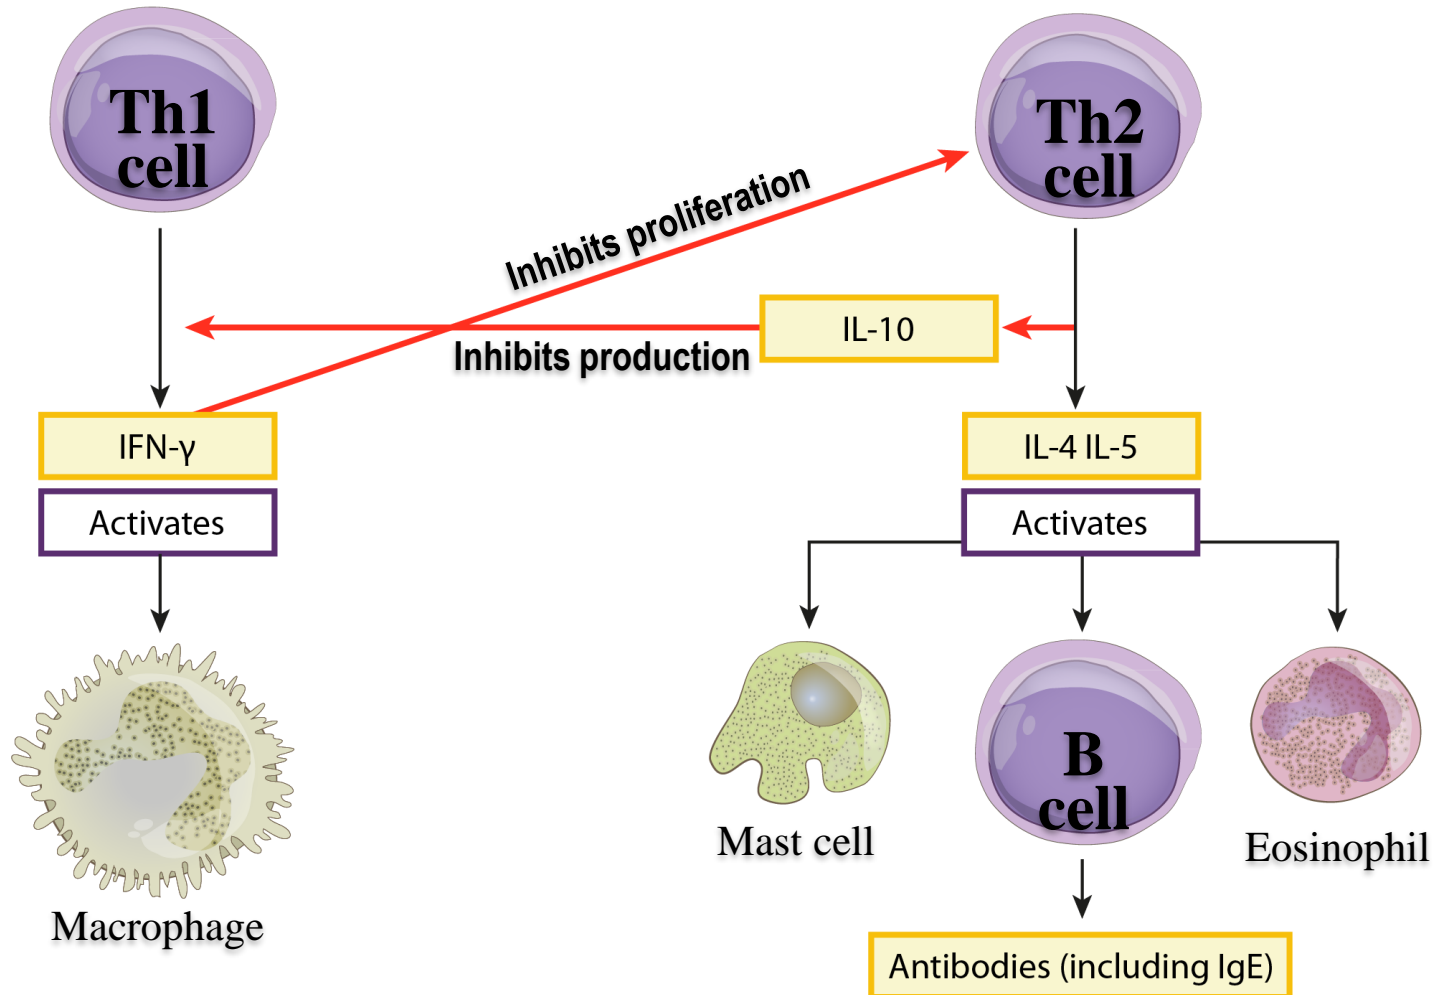 Th1
cell
Th2
cell
Inhibits proliferation
IL-10
Inhibits production
IFN-γ
IL-4 IL-5
Activates
Activates
B
cell
Mast cell
Eosinophil
Macrophage
Antibodies (including IgE)